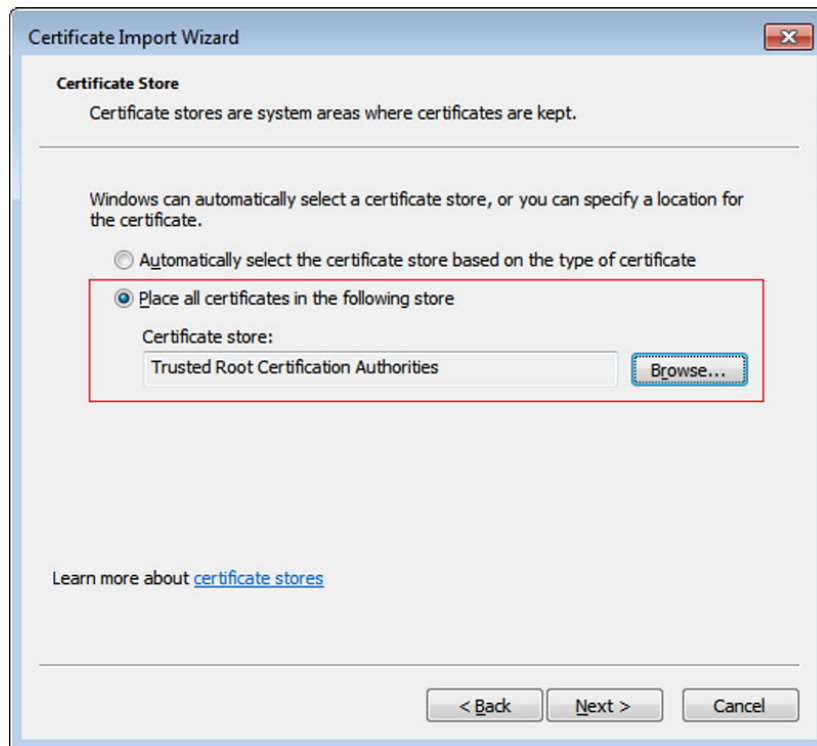 Certificate Import Wizard
Certificate Store
Certificate stores are system areas where certificates are kept.
Windows can automatically select a certificate store, or you can specify a location for
the certificate.
Automatically select the certificate store based on the type of certificate
Place all certificates in the following store
Certificate store:
Trusted Root Certification Authorities
Browse...
Learn more about certificate stores
< Back
Next >
Cancel